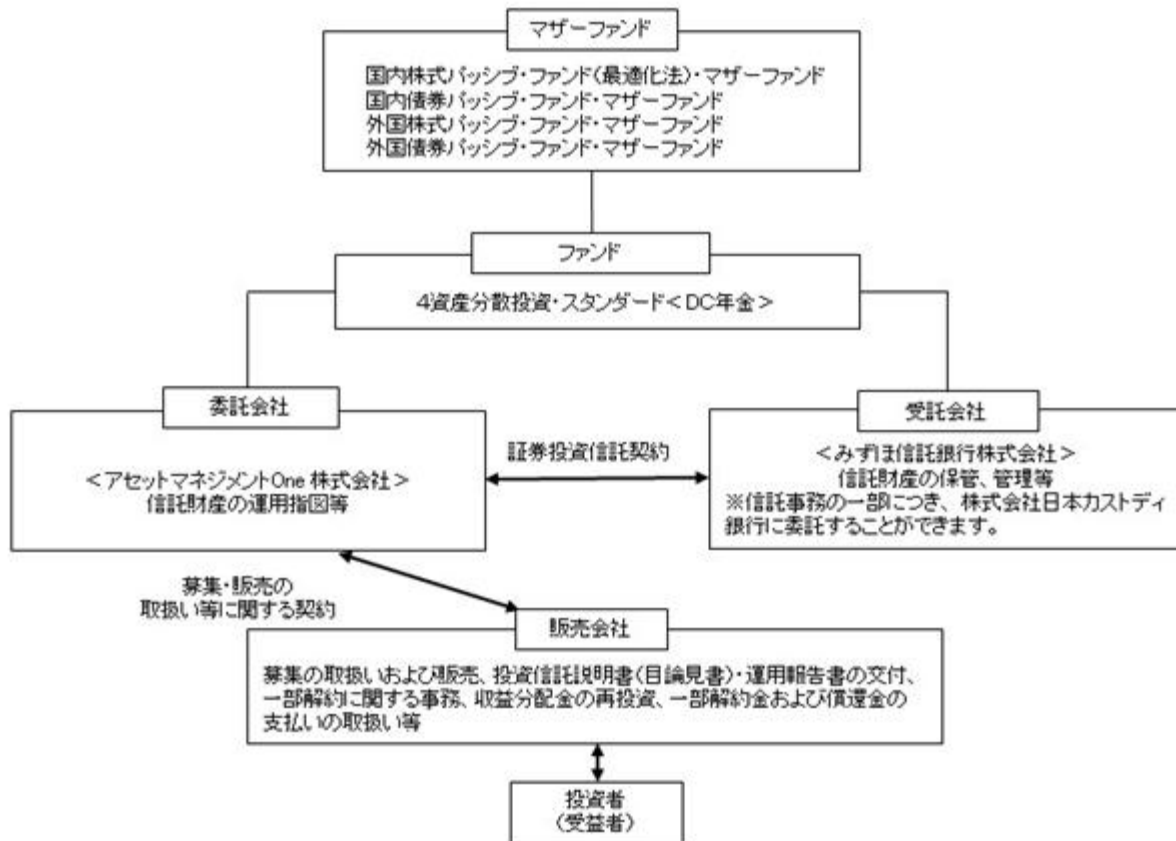 マザーファンド
国内株式パッシブ・ファンド(最適化法)・マザーファンド
国内債券パッシブ・ファンド・マザーファンド
外国株式パッシブ・ファンド・マザーファンド
外国債券パッシブ・ファンド・マザーファンド
ファンド
4資産分散投資・スタンダード<DC年金>
委託会社
<アセットマネジメントOne 株式会社>
信託財産の運用指図等
証券投資信託契約
受託会社
<みずほ信託銀行株式会社>
信託財産の保管、管理等
※信託事務の一部につき、株式会社日本カストディ
銀行に委託することができます。
募集・販売の
取扱い等に関する契約
販売会社
募集の取扱いおよび販売、投資信託説明書(目論見書)・運用報告書の交付、
一部解約に関する事務、収益分配金の再投資、一部解約金および償還金の
支払いの取扱い等
投資者
(受益者)